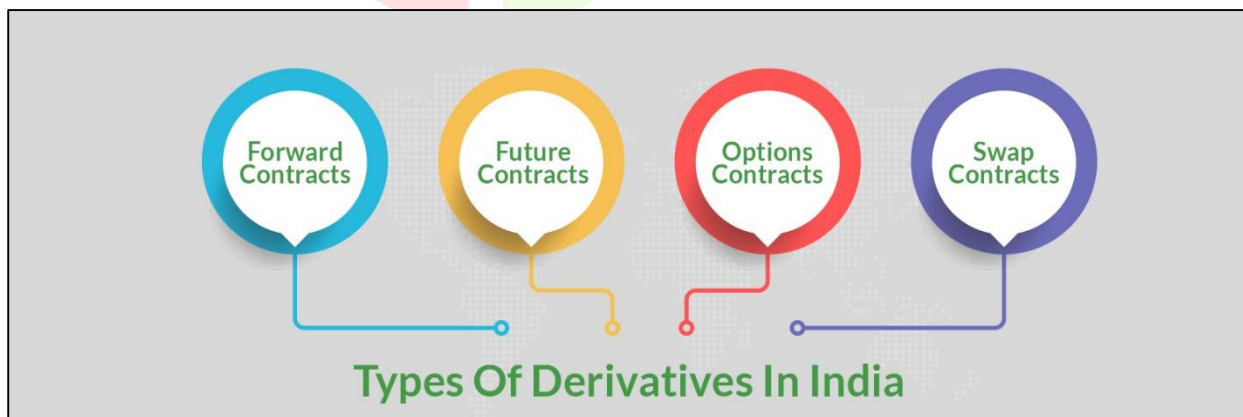 Forward
Contracts
Future
Contracts
Options
Contracts
Swap
Contracts
Types Of Derivatives In India